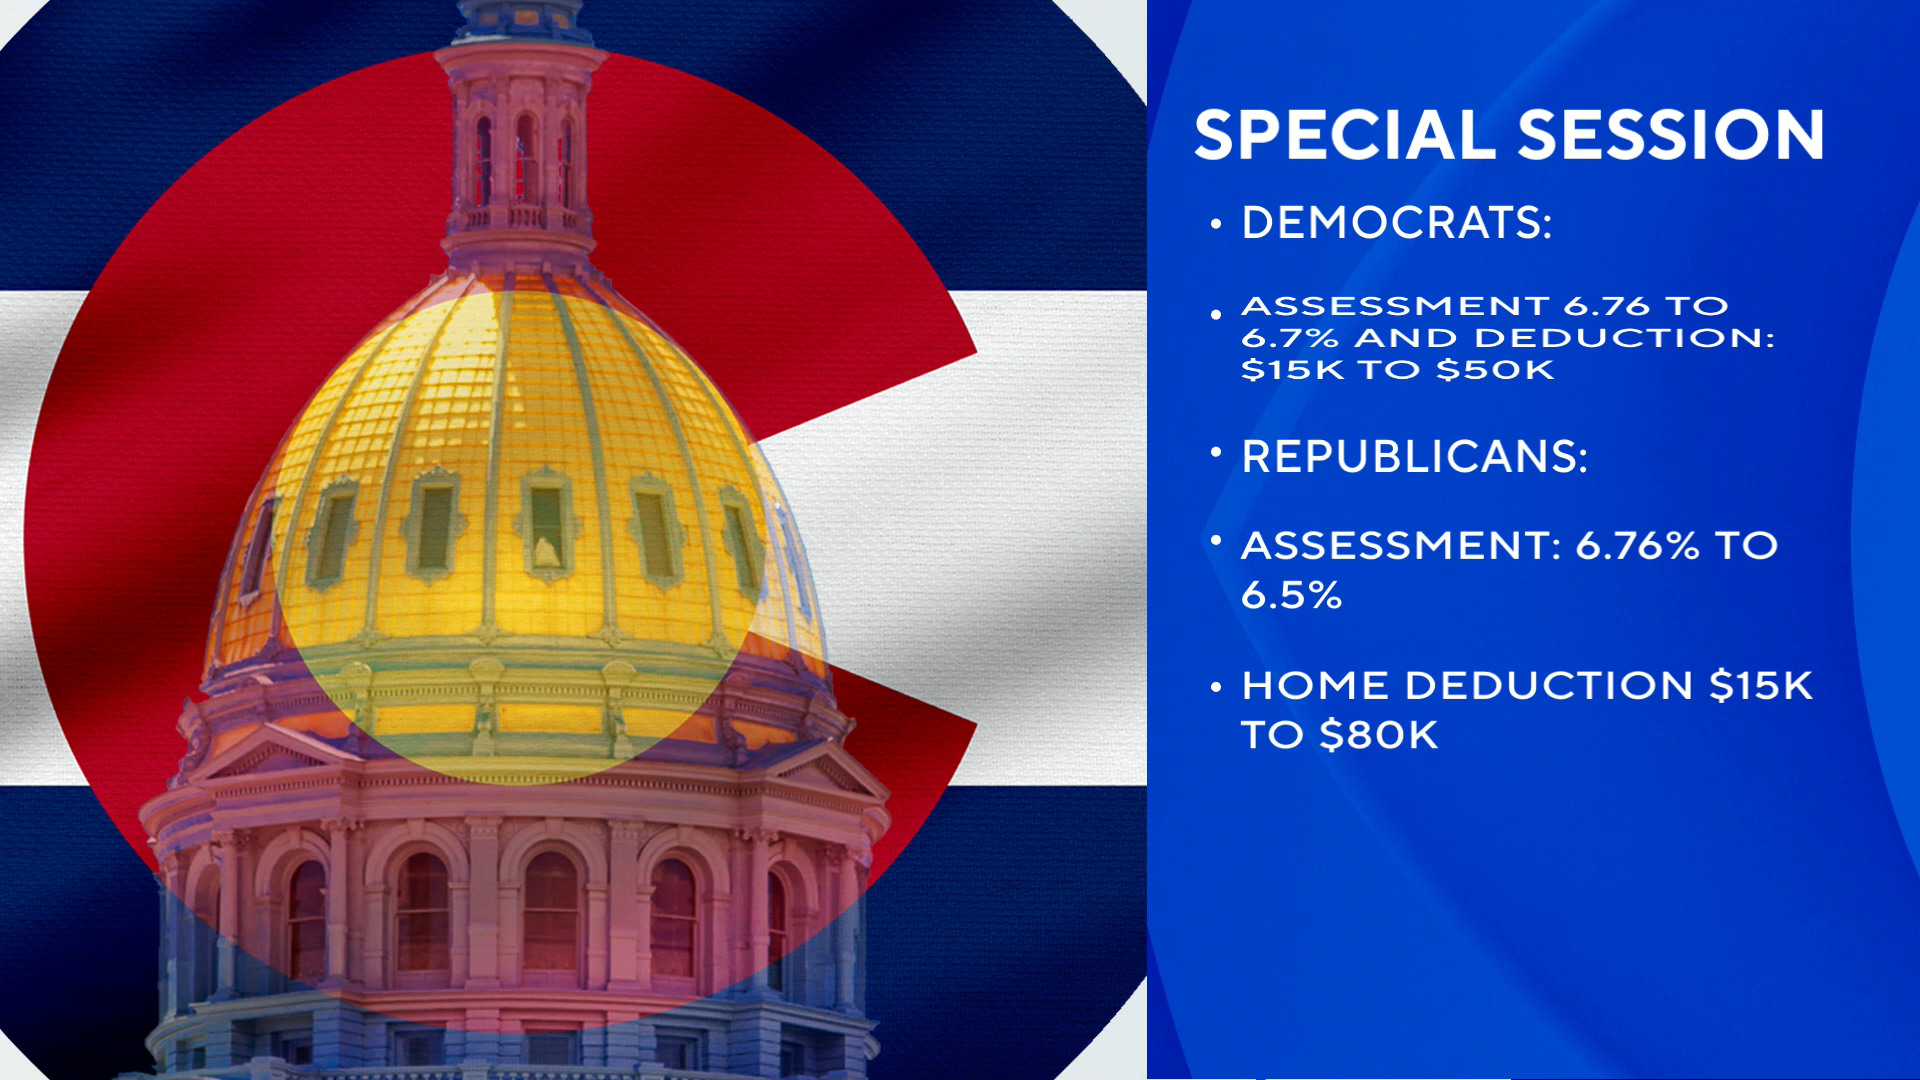 SPECIAL SESSION
• DEMOCRATS:
• ASSESSMENT 6.76 TO
6.7% AND DEDUCTION:
$15K TO $50K
• REPUBLICANS:
• ASSESSMENT: 6.76% TO
6.5%
• HOME DEDUCTION $15K
TO $80K